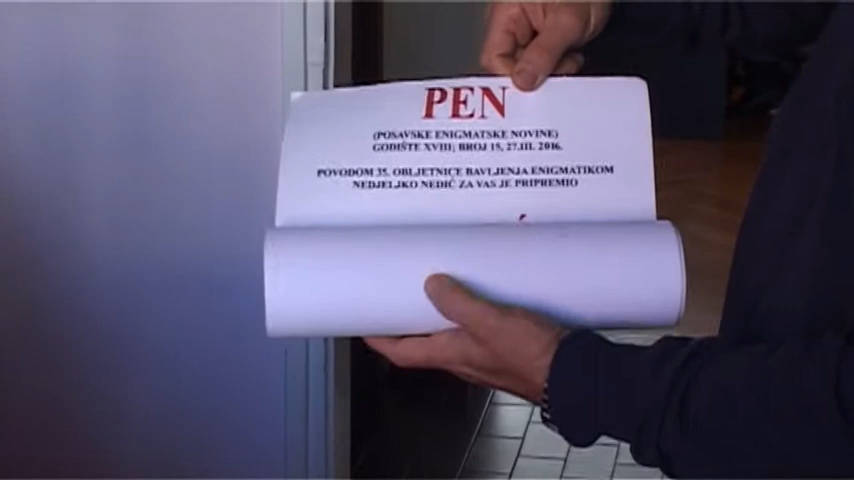 PEN
(POSAVSKE ENIGMATSKE NOVINE)
GODIŠTE XVIII; BROJ 15, 27.III. 2016.
POVODOM 35. OBLJETNICE BAVLJENJA ENIGMATIKOM
NEDJELJKO NEDIĆ ZA VAS JE PRIPREMIO